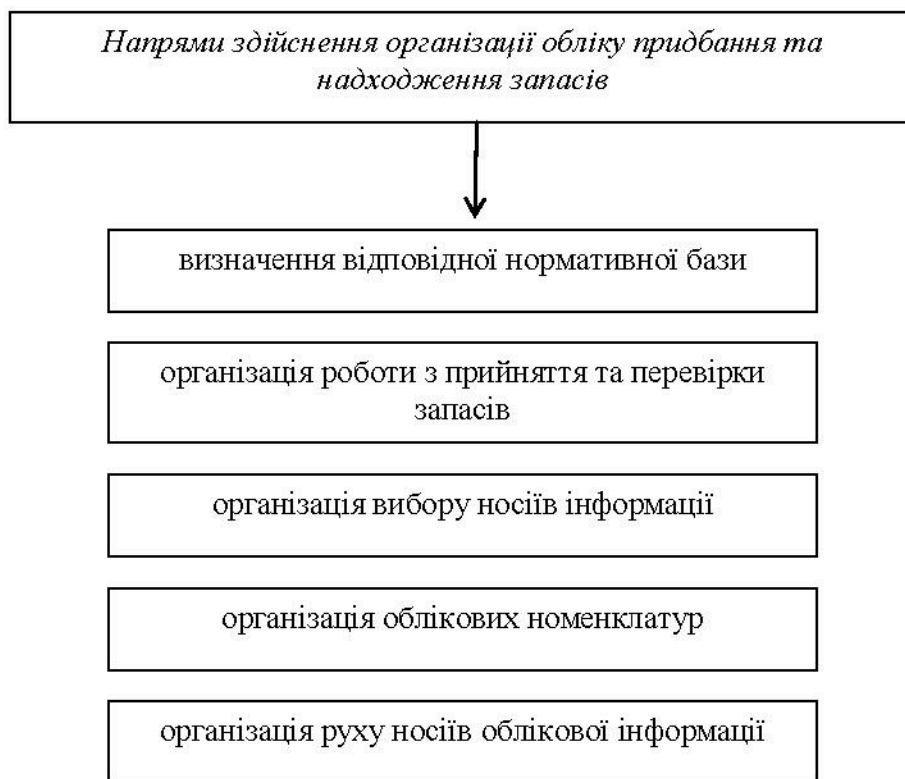 Напрями здійснення організації обліку придбання та
надходження запасів
визначення відповідної нормативної бази
організація роботи з прийняття та перевірки
запасів
організація вибору носіїв інформації
організація облікових номенклатур
організація руху носіїв облікової інформації